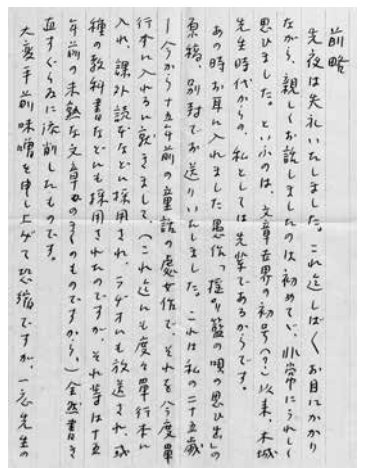 前略
先夜は失礼いたしました。これ迄しばしばお目にかかり
ながら、親しくお話しましたのは初めてで、非常にうれしく
思ひました。といふのは、文章世界の初号(?)以来、木城
先生時代からの、私としては先輩であるからです。
あの時お耳に入れました愚作「揺り籃の唄の思ひ出」の
原稿、別封でお送りいたしました。これは私の二十五歳
―今から十五年前の童話の処女作で、それを今度単
行本に入れるに就きまして、(これ迄にも度々単行本に
入れ、課外読本などに採用され、ラヂオにも放送され、或
種の教科書などにも採用されたのですが、それ等は十五
年前の未熟な文章そのままのものですから、)全然書き
直すぐらゐに添削したものです。
大変手前味噌を申し上げて恐縮ですが、一応先生の